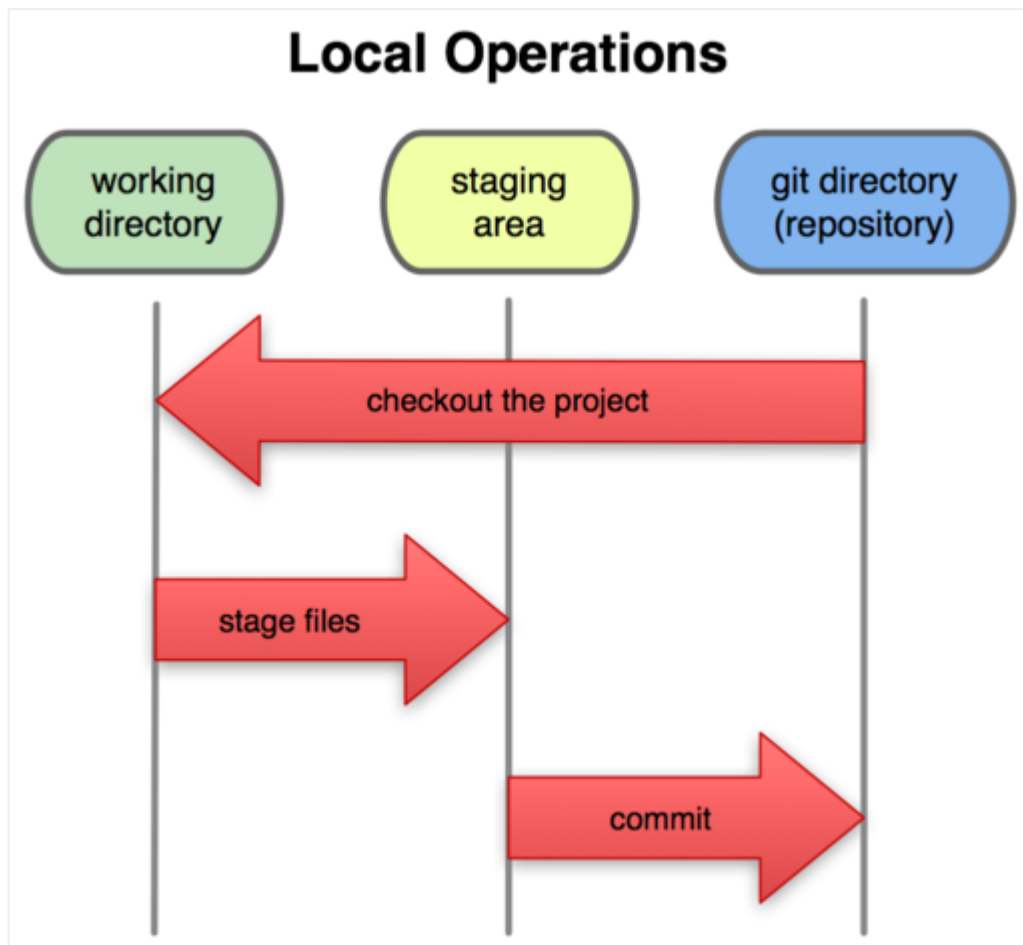 Local Operations
working
directory
staging
area
git directory
(repository)
checkout the project
stage files
commit